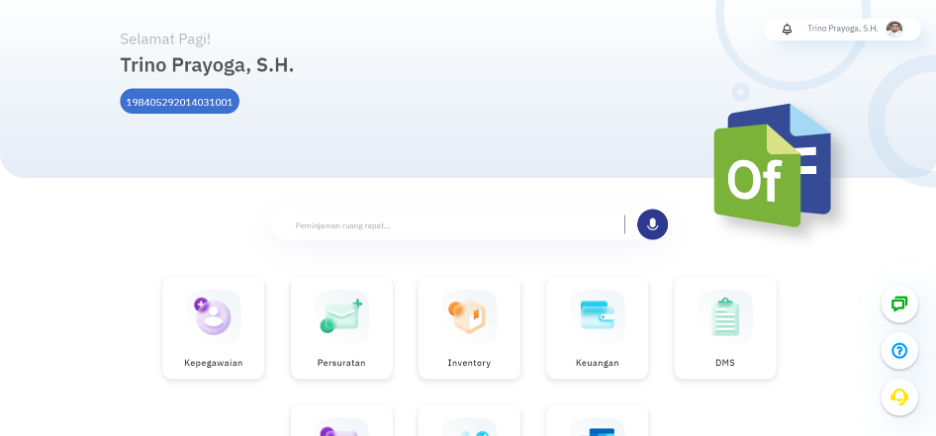 Selamat Pagi!
Trino Prayoga, S.H.
198405292014031001
Trino Prayoga, S.H.
Of
F
Peminjaman ruang rapat...
Kepegawaian
Persuratan
Inventory
Keuangan
DMS